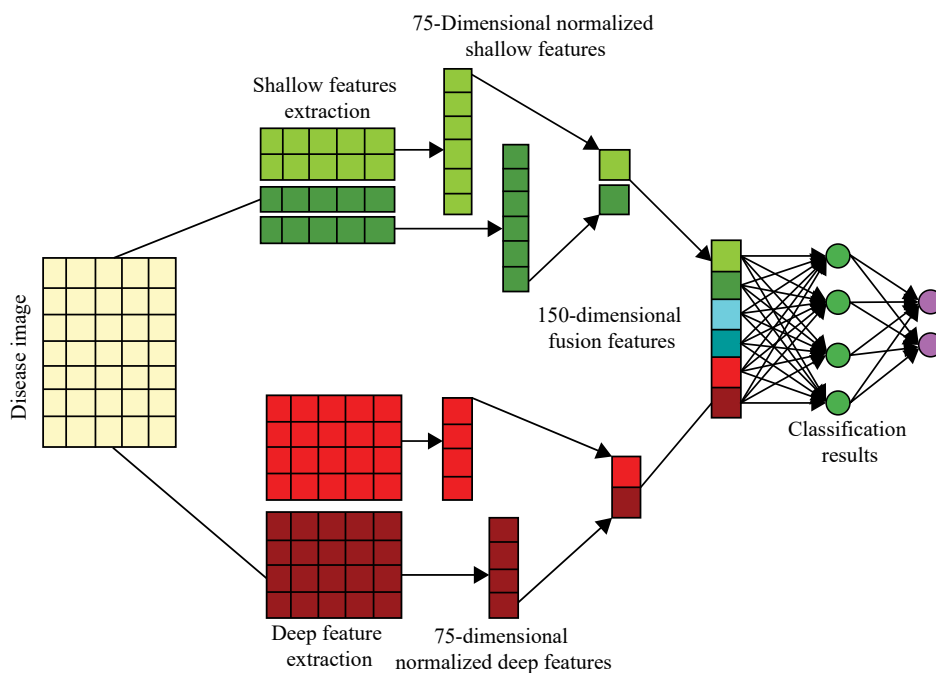 75-Dimensional normalized
shallow features
Shallow features
extraction
Disease image
150-dimensional
fusion features
Classification
results
Deep feature
extraction
75-dimensional
normalized deep features